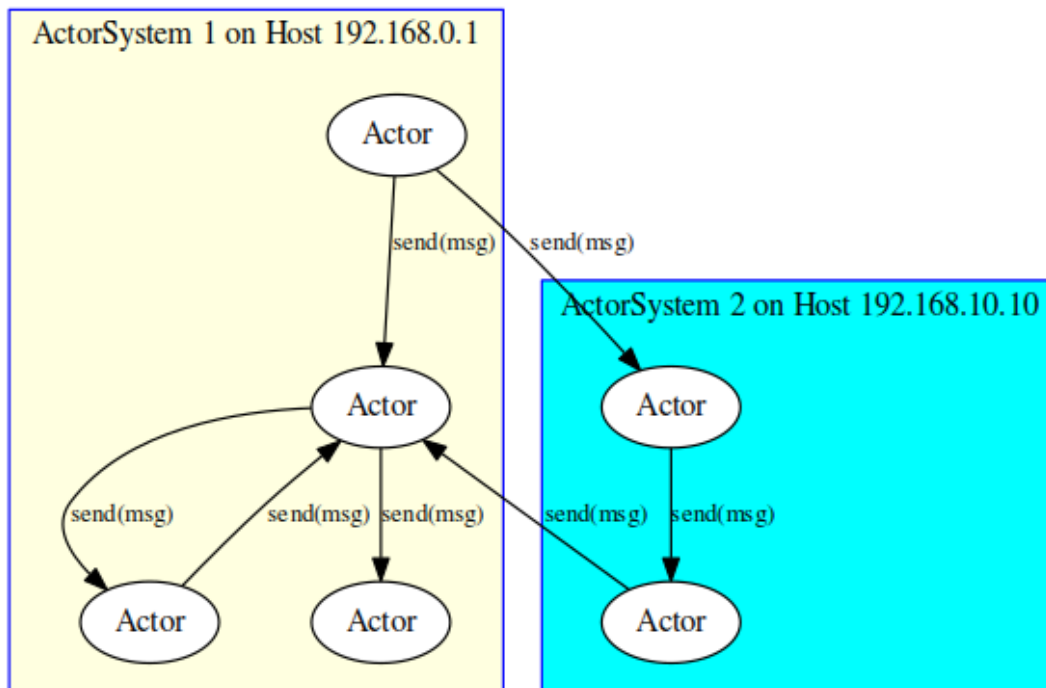 ActorSystem 1 on Host 192.168.0.1
Actor
send(msg)
send(msg)
ActorSystem 2 on Host 192.168.10.10
Actor
Actor
send(msg)
send(msg)
send(msg)
send(msg)
send(msg)
Actor
Actor
Actor